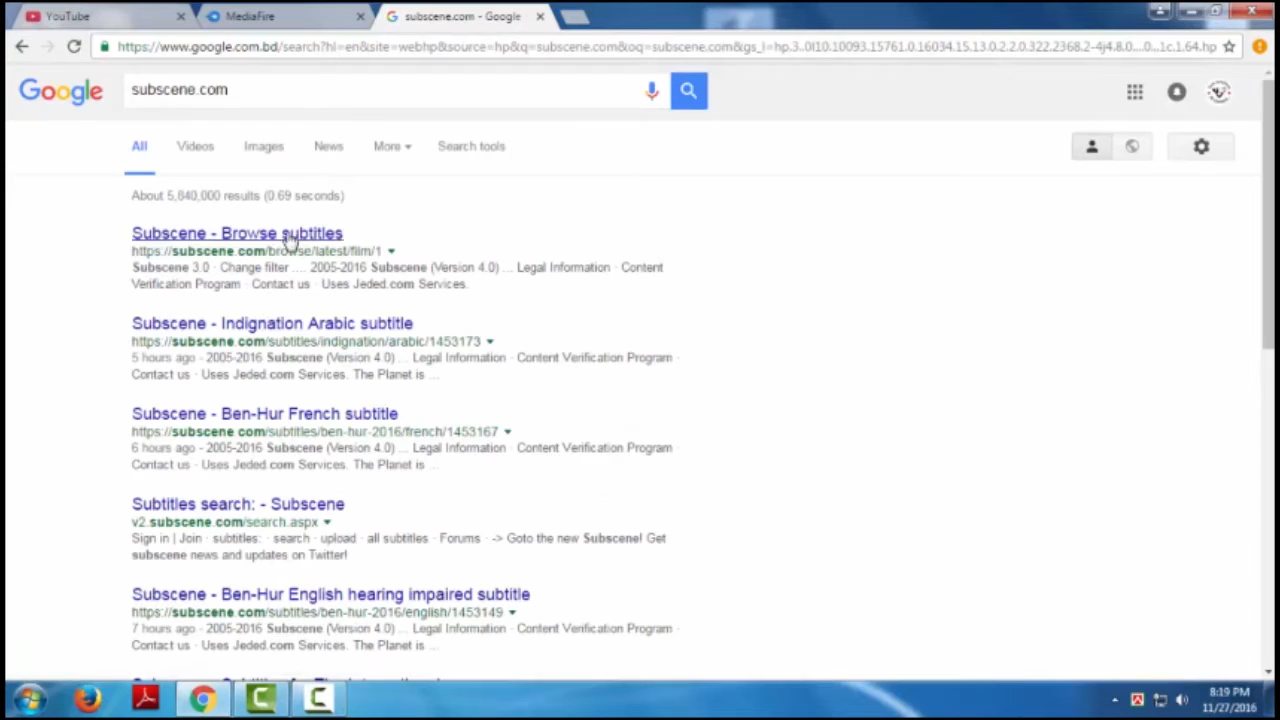 YouTube
MediaFire
subscene.com - Google
https://www.google.com.bd/search?hl=en&site=webhp&source=hp&q=subscene.com&oq=subscene.com&gs_l=hp.3..0l10.10093.15761.0.16034.15.13.0.2.2.0.322.2368.2-4j4.8.0....0...1c.1.64.hp
Google
subscene.com
All Videos Images News More Search tools
About 5,840,000 results (0.69 seconds)
Subscene - Browse subtitles
https://subscene.com/browse/latest/film/1
Subscene 3.0 · Change filter .... 2005-2016 Subscene (Version 4.0) ... Legal Information · Content
Verification Program · Contact us · Uses Jeded.com Services.
Subscene - Indignation Arabic subtitle
https://subscene.com/subtitles/indignation/arabic/1453173
5 hours ago - 2005-2016 Subscene (Version 4.0) ... Legal Information · Content Verification Program ·
Contact us · Uses Jeded.com Services. The Planet is ...
Subscene - Ben-Hur French subtitle
https://subscene.com/subtitles/ben-hur-2016/french/1453167
6 hours ago - 2005-2016 Subscene (Version 4.0) ... Legal Information · Content Verification Program ·
Contact us · Uses Jeded.com Services. The Planet is ...
Subtitles search: - Subscene
v2.subscene.com/search.aspx
Sign in | Join · subtitles: · search · upload · all subtitles · Forums · -> Goto the new Subscene! Get
subscene news and updates on Twitter!
Subscene - Ben-Hur English hearing impaired subtitle
https://subscene.com/subtitles/ben-hur-2016/english/1453149
7 hours ago - 2005-2016 Subscene (Version 4.0) ... Legal Information · Content Verification Program ·
Contact us · Uses Jeded.com Services. The Planet is ...
8:19 PM
11/27/2016